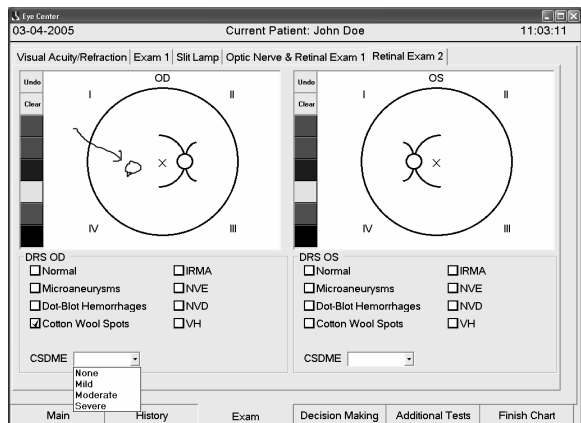 Eye Center
03-04-2005 Current Patient: John Doe 11:03:11
Visual Acuity/Refraction Exam 1 Slit Lamp Optic Nerve & Retinal Exam 1 Retinal Exam 2
Undo OD Undo OS
I II I II
Clear Clear
X X
IV III IV III
DRS OD DRS OS
Normal IRMA Normal IRMA
Microaneurysms NVE Microaneurysms NVE
Dot-Blot Hemorrhages NVD Dot-Blot Hemorrhages NVD
Cotton Wool Spots VH Cotton Wool Spots VH
CSDME CSDME
None
Mild
Moderate
Severe
Main History Exam Decision Making Additional Tests Finish Chart